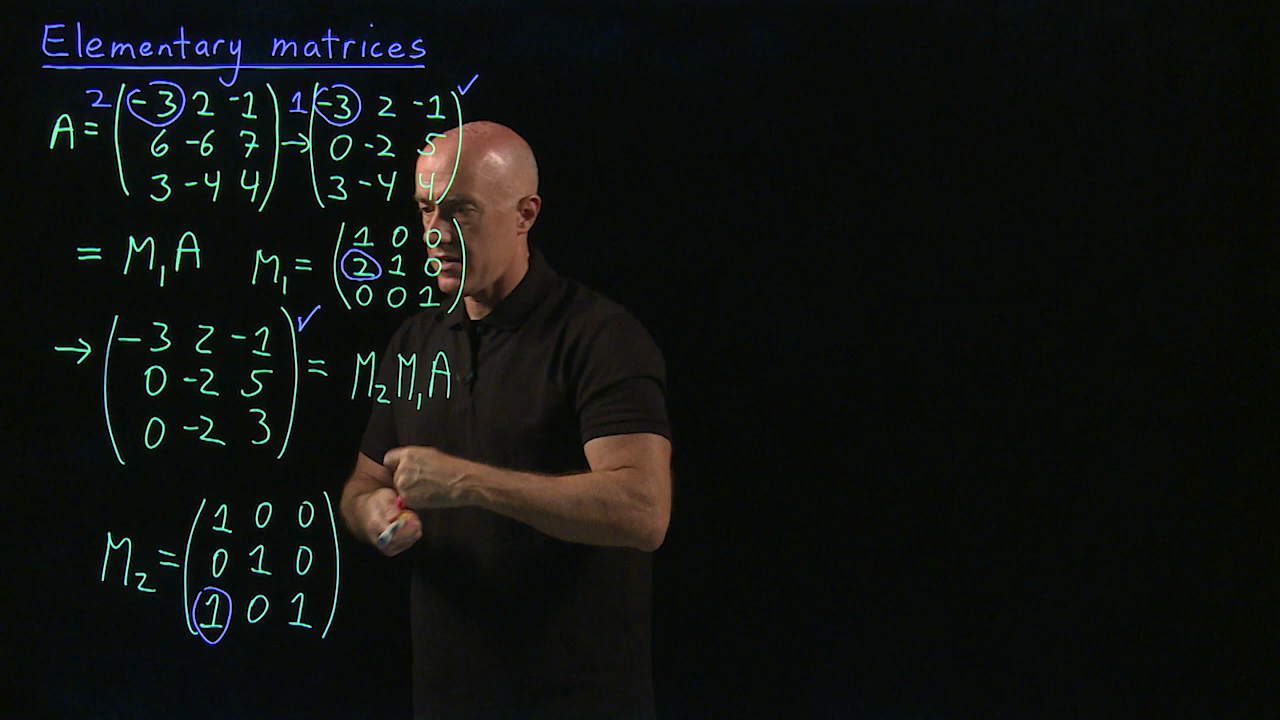 Elementary matrices
A = 2 ( -3 2 -1 ) 1 ( -3 2 -1 ) ✓
6 -6 7 → 0 -2 5
3 -4 4 3 -4 4
= M₁A M₁ = ( 1 0 0 )
2 1 0
0 0 1
→ ( -3 2 -1 ) ✓
0 -2 5 = M₂M₁A
0 -2 3
M₂ = ( 1 0 0 )
0 1 0
1 0 1